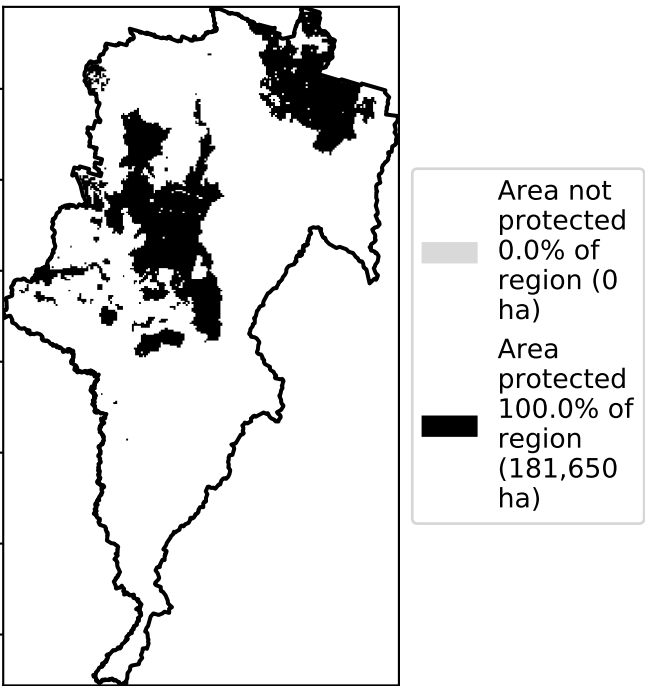 Area not
protected
0.0% of
region (0
ha)
Area
protected
100.0% of
region
(181,650
ha)